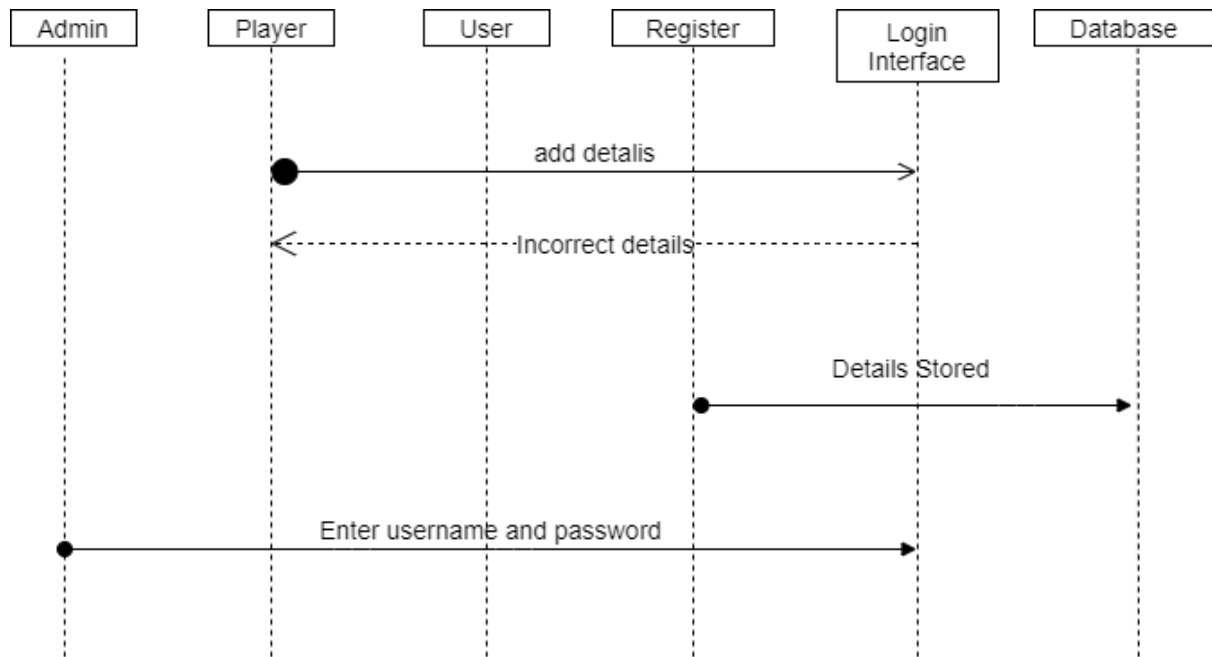 Admin
Player
User
Register
Login
Interface
Database
add detalis
Incorrect details
Details Stored
Enter username and password